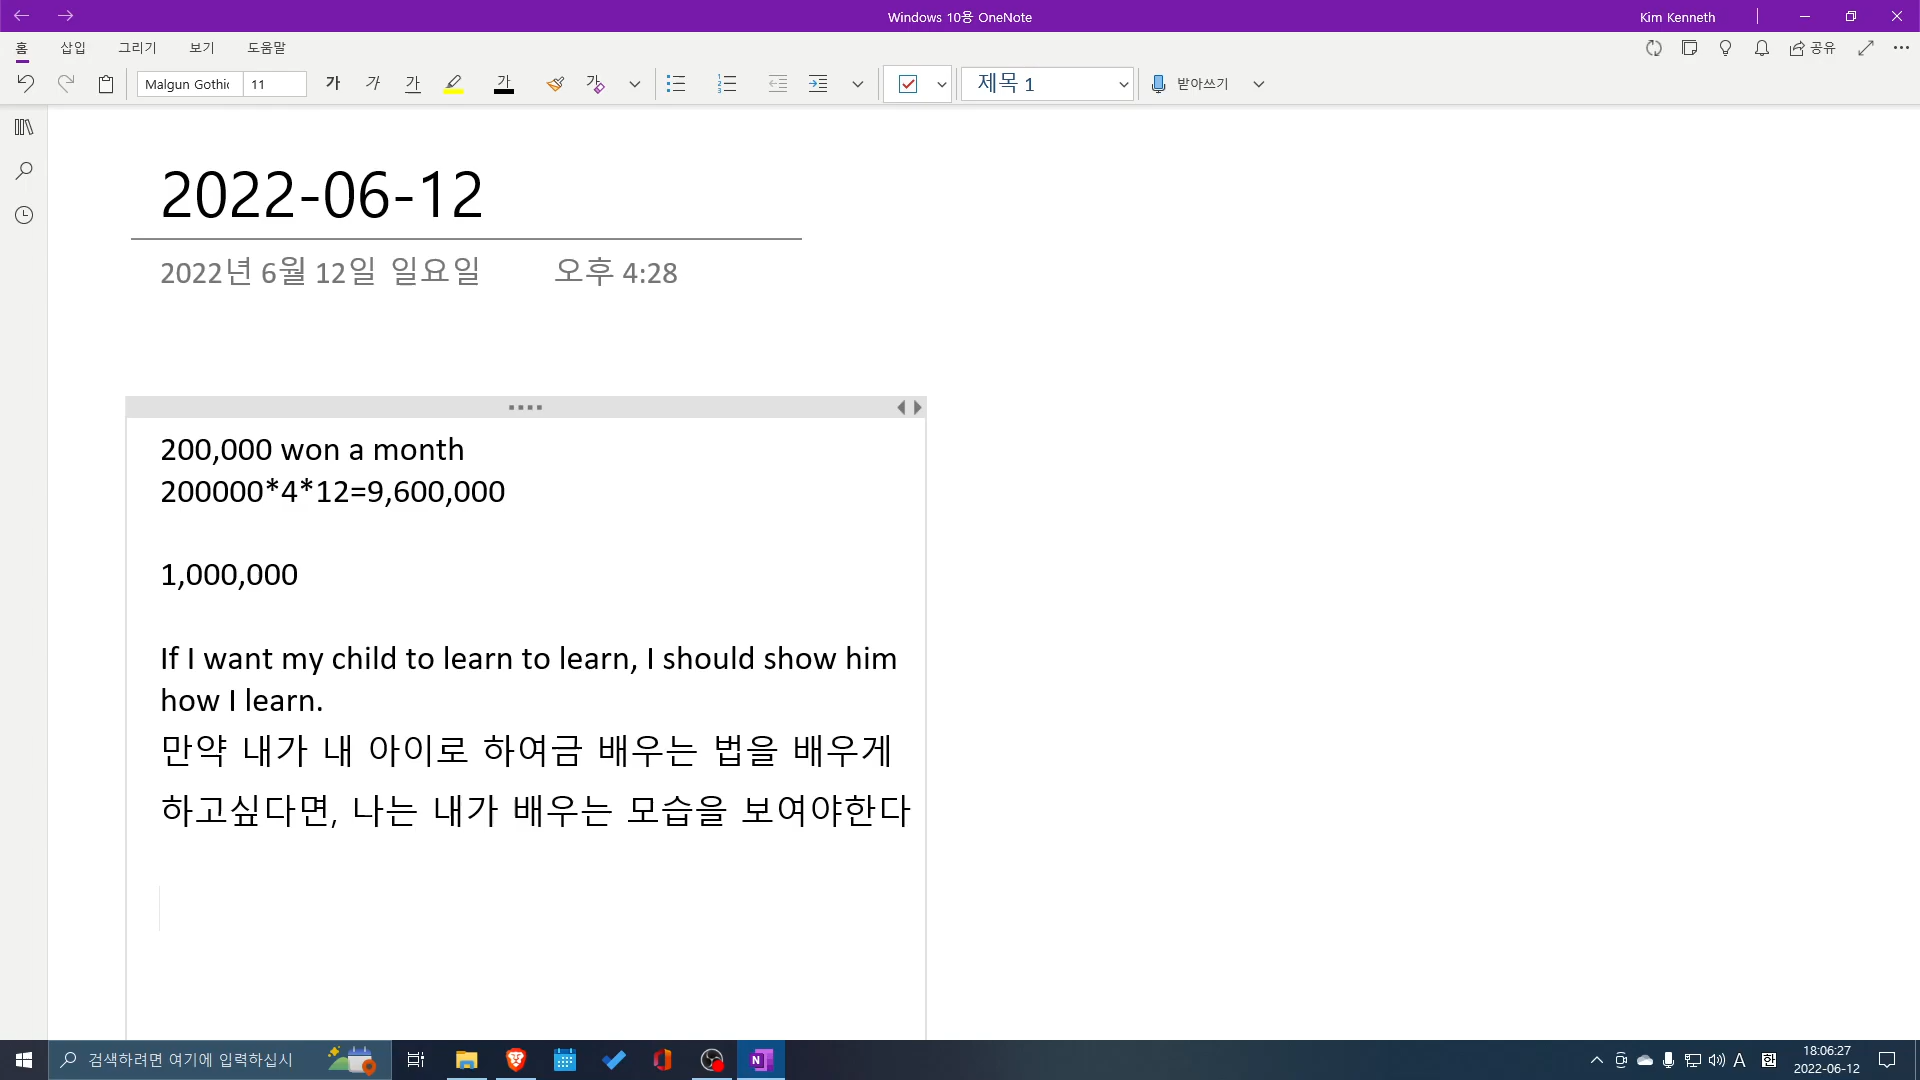 Windows 10용 OneNote
Kim Kenneth
홈 삽입 그리기 보기 도움말
공유
Malgun Gothic 11
가 가 가 가 가
제목 1
받아쓰기
2022-06-12
2022년 6월 12일 일요일 오후 4:28
200,000 won a month
200000*4*12=9,600,000
1,000,000
If I want my child to learn to learn, I should show him
how I learn.
만약 내가 내 아이로 하여금 배우는 법을 배우게
하고싶다면, 나는 내가 배우는 모습을 보여야한다
검색하려면 여기에 입력하십시
A 한
18:06:27
2022-06-12